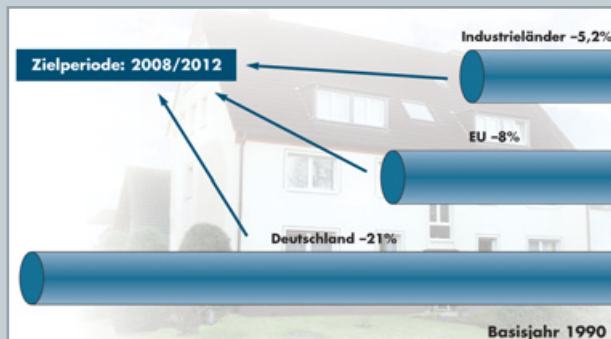 Industrieländer –5,2%
Zielperiode: 2008/2012
EU –8%
Deutschland –21%
Basisjahr 1990